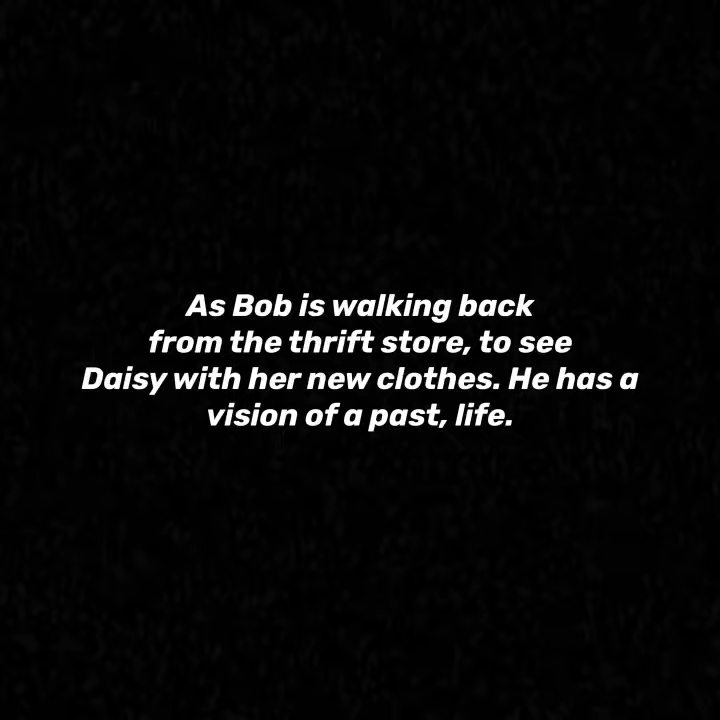 As Bob is walking back
from the thrift store, to see
Daisy with her new clothes. He has a
vision of a past, life.